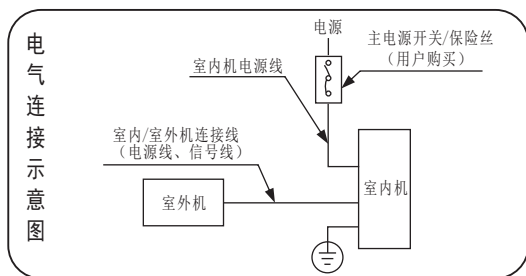 电气连接示意图
电源
主电源开关/保险丝
（用户购买）
室内机电源线
室内/室外机连接线
（电源线、信号线）
室外机
室内机